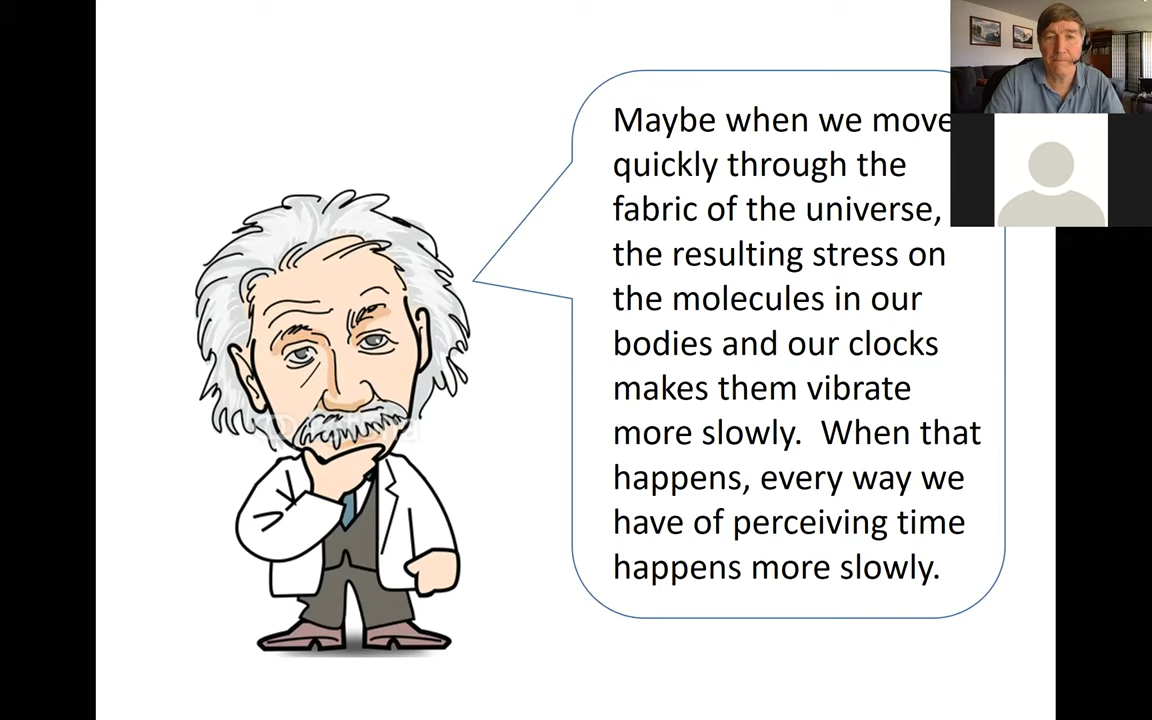 Maybe when we move
quickly through the
fabric of the universe,
the resulting stress on
the molecules in our
bodies and our clocks
makes them vibrate
more slowly.  When that
happens, every way we
have of perceiving time
happens more slowly.